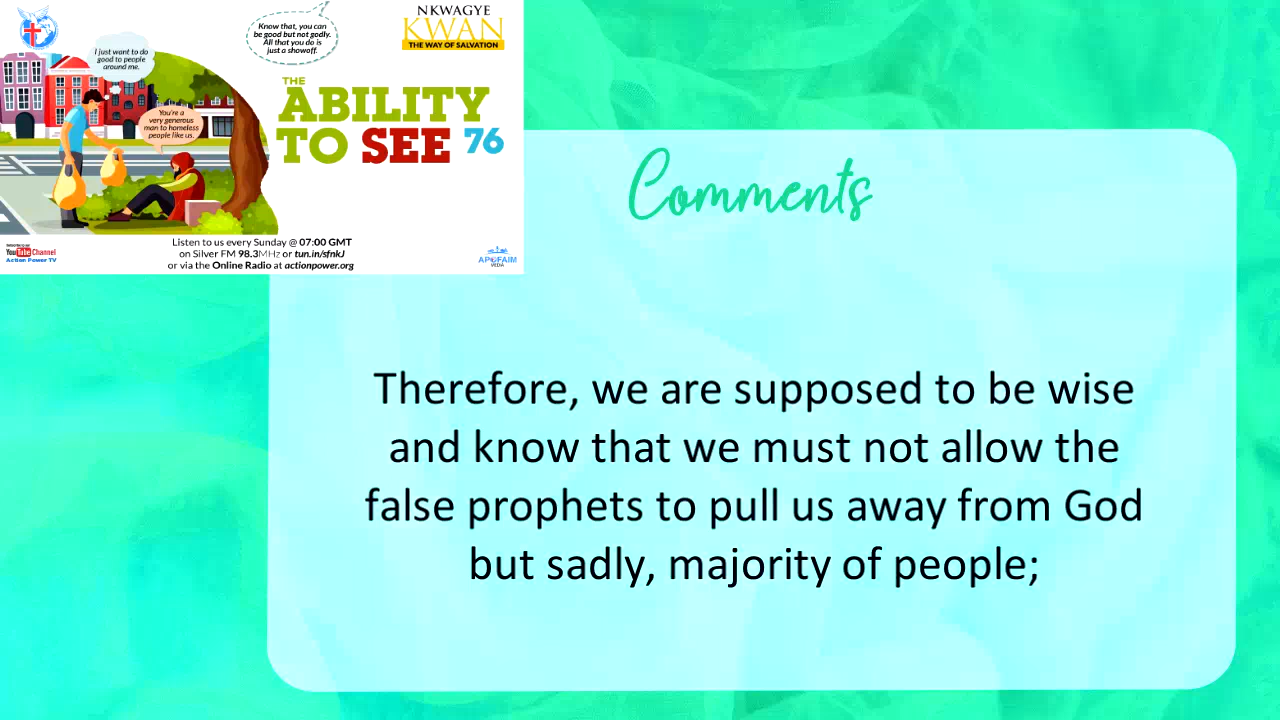 Know that, you can
be good but not godly.
All that you do is
just a showoff.
NKWAGYE
KWAN
THE WAY OF SALVATION
I just want to do
good to people
around me.
You're a
very generous
man to homeless
people like us.
THE
ABILITY
TO SEE 76
Listen to us every Sunday @ 07:00 GMT
on Silver FM 98.3MHz or tun.in/sfnkJ
or via the Online Radio at actionpower.org
YouTube Channel
Action Power TV
APOFAIM
MEDIA
Comments
Therefore, we are supposed to be wise
and know that we must not allow the
false prophets to pull us away from God
but sadly, majority of people;